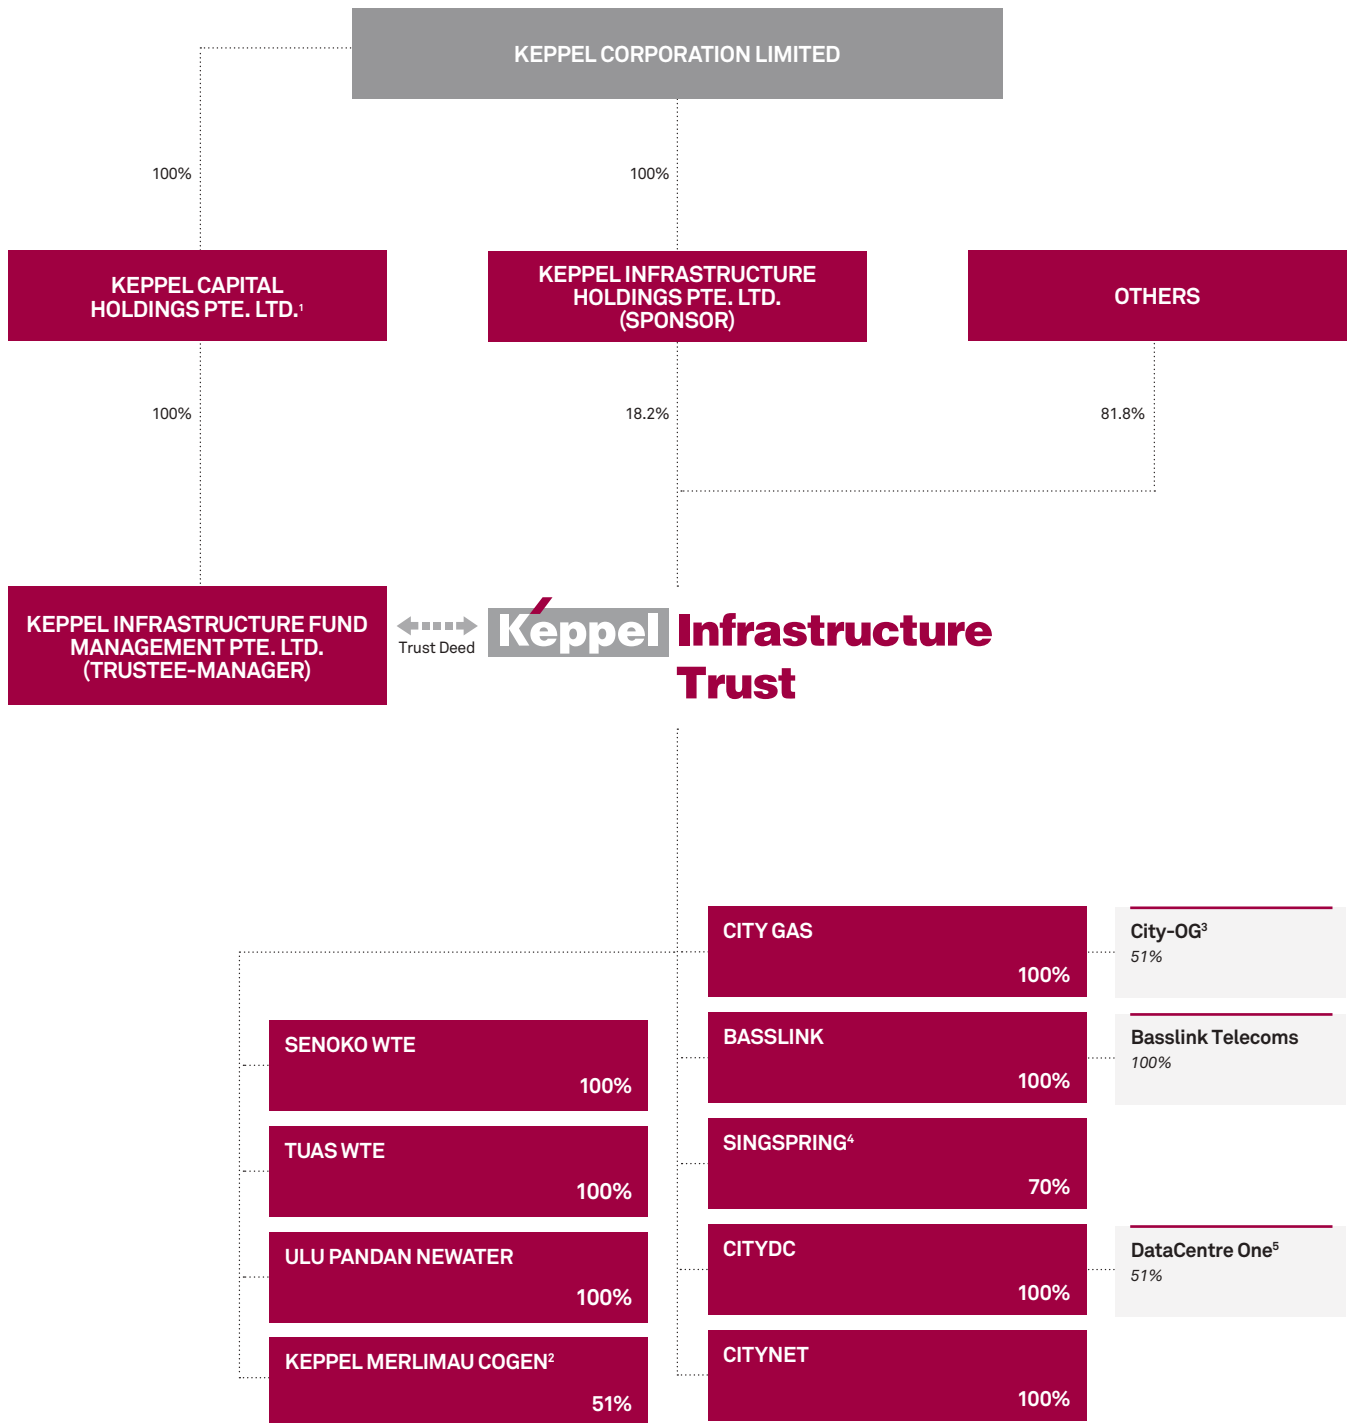 KEPPEL CORPORATION LIMITED
100%
100%
KEPPEL CAPITAL
HOLDINGS PTE. LTD.¹
KEPPEL INFRASTRUCTURE
HOLDINGS PTE. LTD.
(SPONSOR)
OTHERS
100%
18.2%
81.8%
KEPPEL INFRASTRUCTURE FUND
MANAGEMENT PTE. LTD.
(TRUSTEE-MANAGER)
Trust Deed
Keppel Infrastructure
Trust
CITY GAS
100%
City-OG³
51%
SENOKO WTE
100%
BASSLINK
100%
Basslink Telecoms
100%
TUAS WTE
100%
SINGSPRING⁴
70%
ULU PANDAN NEWATER
100%
CITYDC
100%
DataCentre One⁵
51%
KEPPEL MERLIMAU COGEN²
51%
CITYNET
100%